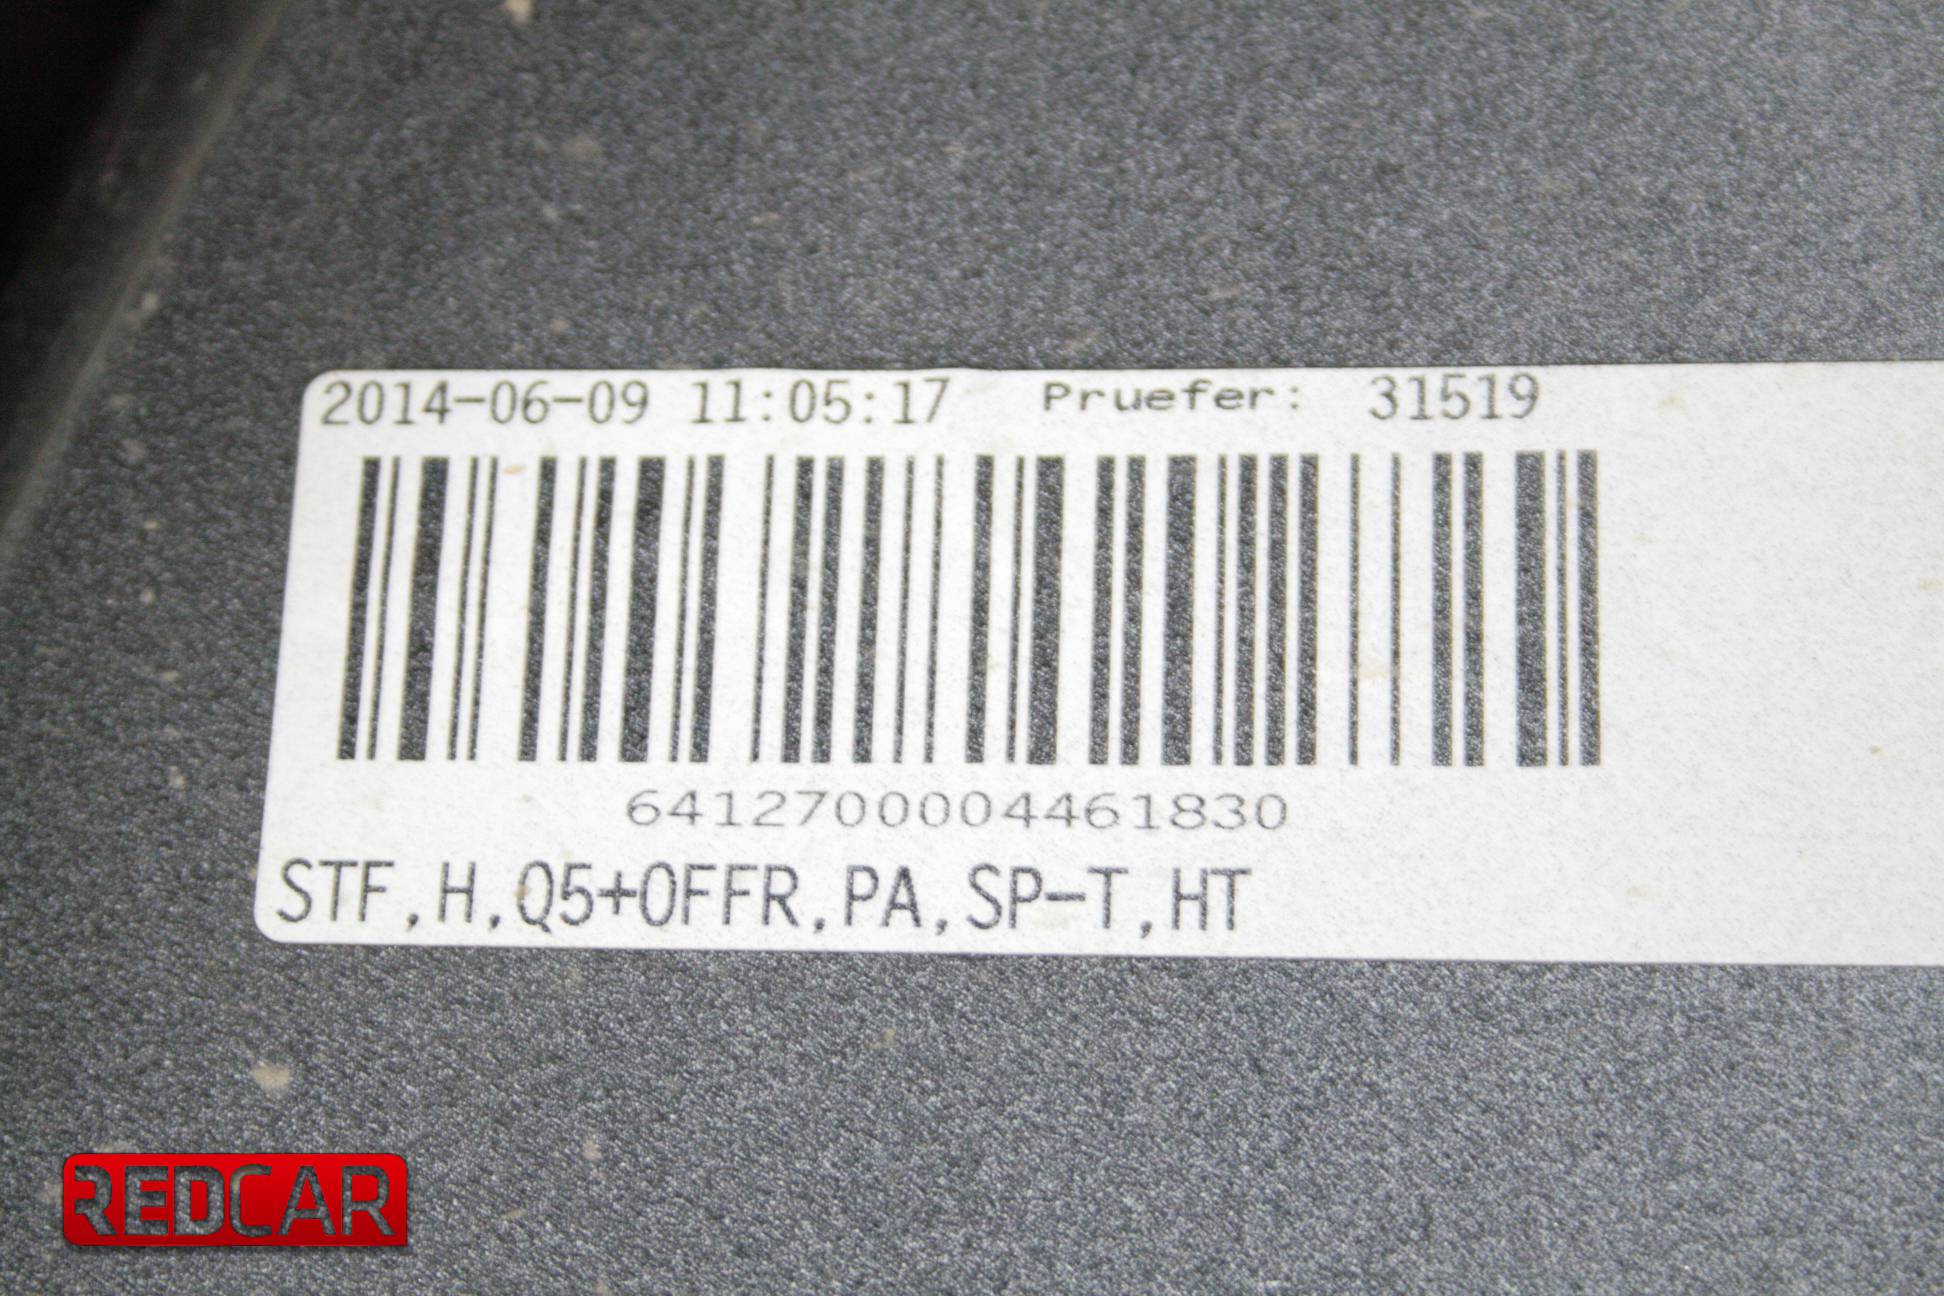 2014-06-09 11:05:17 Pruefer: 31519
6412700004461830
STF,H,Q5+OFFR,PA,SP-T,HT
REDCAR